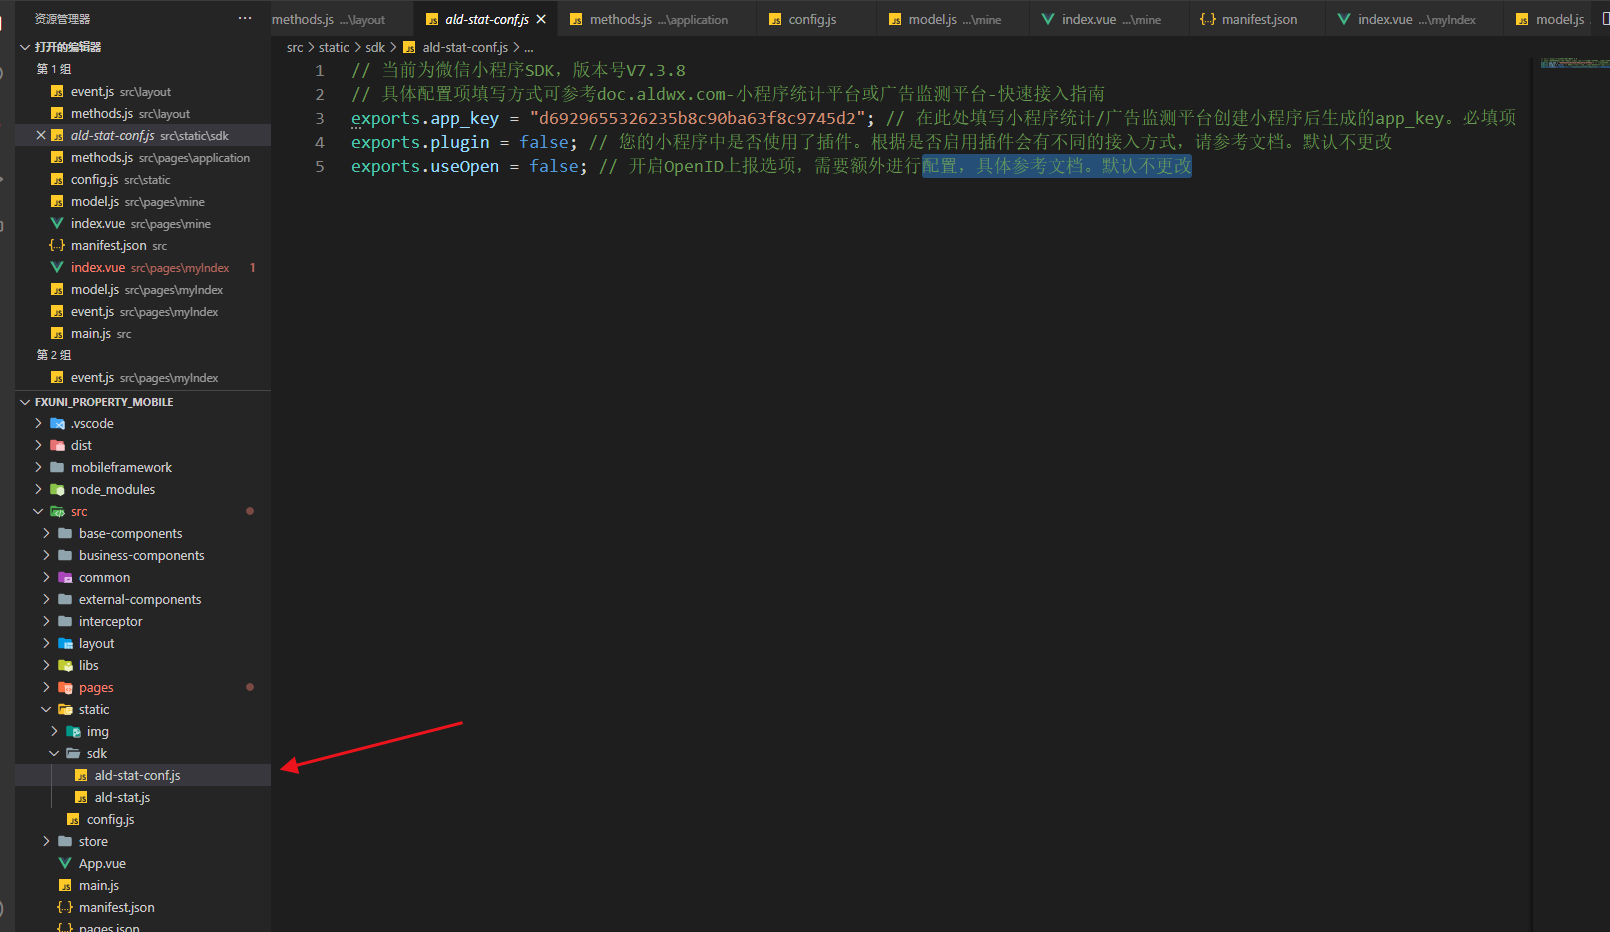 资源管理器 ···
打开的编辑器
第 1 组
event.js src\layout
methods.js src\layout
ald-stat-conf.js src\static\sdk
methods.js src\pages\application
config.js src\static
model.js src\pages\mine
index.vue src\pages\mine
manifest.json src
index.vue src\pages\myIndex 1
model.js src\pages\myIndex
event.js src\pages\myIndex
main.js src
第 2 组
event.js src\pages\myIndex
FXUNI_PROPERTY_MOBILE
.vscode
dist
mobileframework
node_modules
src
base-components
business-components
common
external-components
interceptor
layout
libs
pages
static
img
sdk
ald-stat-conf.js
ald-stat.js
config.js
store
App.vue
main.js
manifest.json
pages.json
methods.js ...\layout
ald-stat-conf.js
methods.js ...\application
config.js
model.js ...\mine
index.vue ...\mine
manifest.json
index.vue ...\myIndex
model.js
src > static > sdk > ald-stat-conf.js > ...
1 // 当前为微信小程序SDK，版本号V7.3.8
2 // 具体配置项填写方式可参考doc.aldwx.com-小程序统计平台或广告监测平台-快速接入指南
3 exports.app_key = "d6929655326235b8c90ba63f8c9745d2"; // 在此处填写小程序统计/广告监测平台创建小程序后生成的app_key。必填项
4 exports.plugin = false; // 您的小程序中是否使用了插件。根据是否启用插件会有不同的接入方式，请参考文档。默认不更改
5 exports.useOpen = false; // 开启OpenID上报选项，需要额外进行配置，具体参考文档。默认不更改